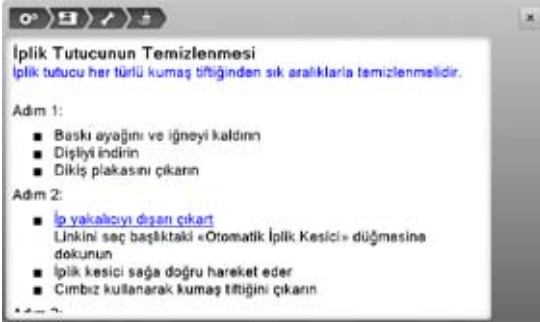 İplik Tutucunun Temizlenmesi
İplik tutucu her türlü kumaş tiftiğinden sık aralıklarla temizlenmelidir.
Adım 1:
■ Baskı ayağını ve iğneyi kaldırın
■ Dişliyi indirin
■ Dikiş plakasını çıkarın
Adım 2:
■ İp yakalıcıyı dışarı çıkart
Linkini seç başlıktaki «Otomatik İplik Kesici» düğmesine
dokunun
■ İplik kesici sağa doğru hareket eder
■ Cımbız kullanarak kumaş tiftiğini çıkarın